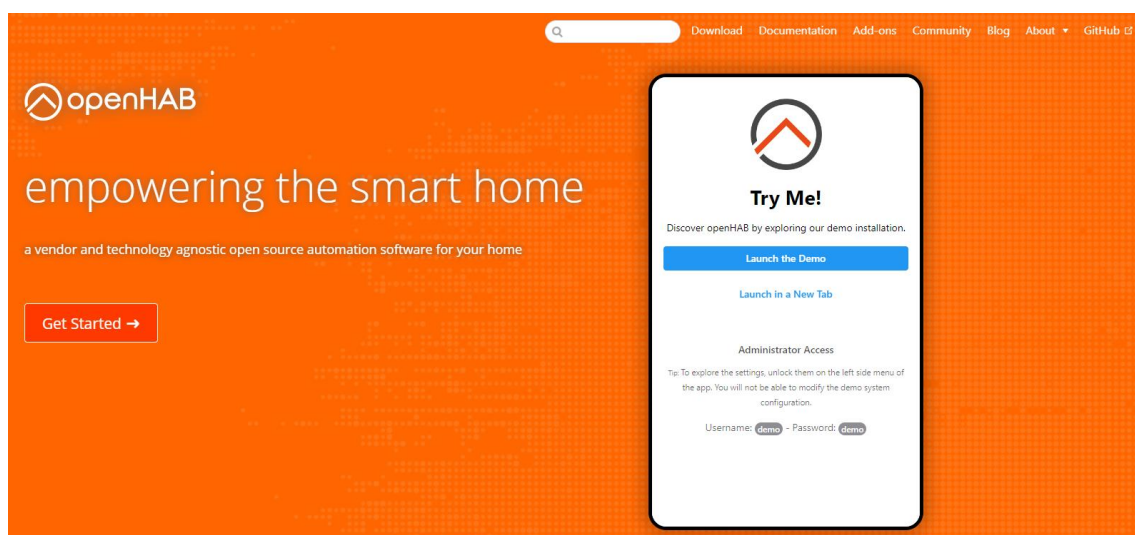 Download Documentation Add-ons Community Blog About GitHub
openHAB
empowering the smart home
a vendor and technology agnostic open source automation software for your home
Get Started →
Try Me!
Discover openHAB by exploring our demo installation.
Launch the Demo
Launch in a New Tab
Administrator Access
Tip: To explore the settings, unlock them on the left side menu of
the app. You will not be able to modify the demo system
configuration.
Username: demo - Password: demo